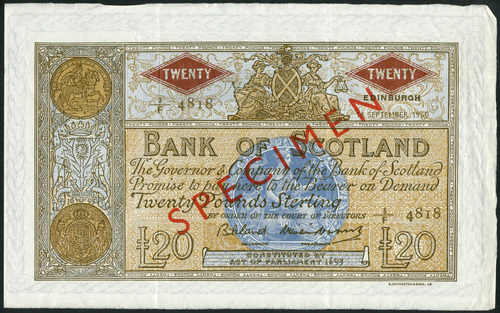 TWENTY
TWENTY
4818
EDINBURGH
SEPTEMBER, 1960
SPECIMEN
BANK OF SCOTLAND
The Governor & Company of the Bank of Scotland
Promise to pay to the Bearer on Demand
Twenty Pounds Sterling
BY ORDER OF THE COURT OF DIRECTORS
4818
£20
GOVERNOR
TREASURER
£20
CONSTITUTED BY
ACT OF PARLIAMENT 1695